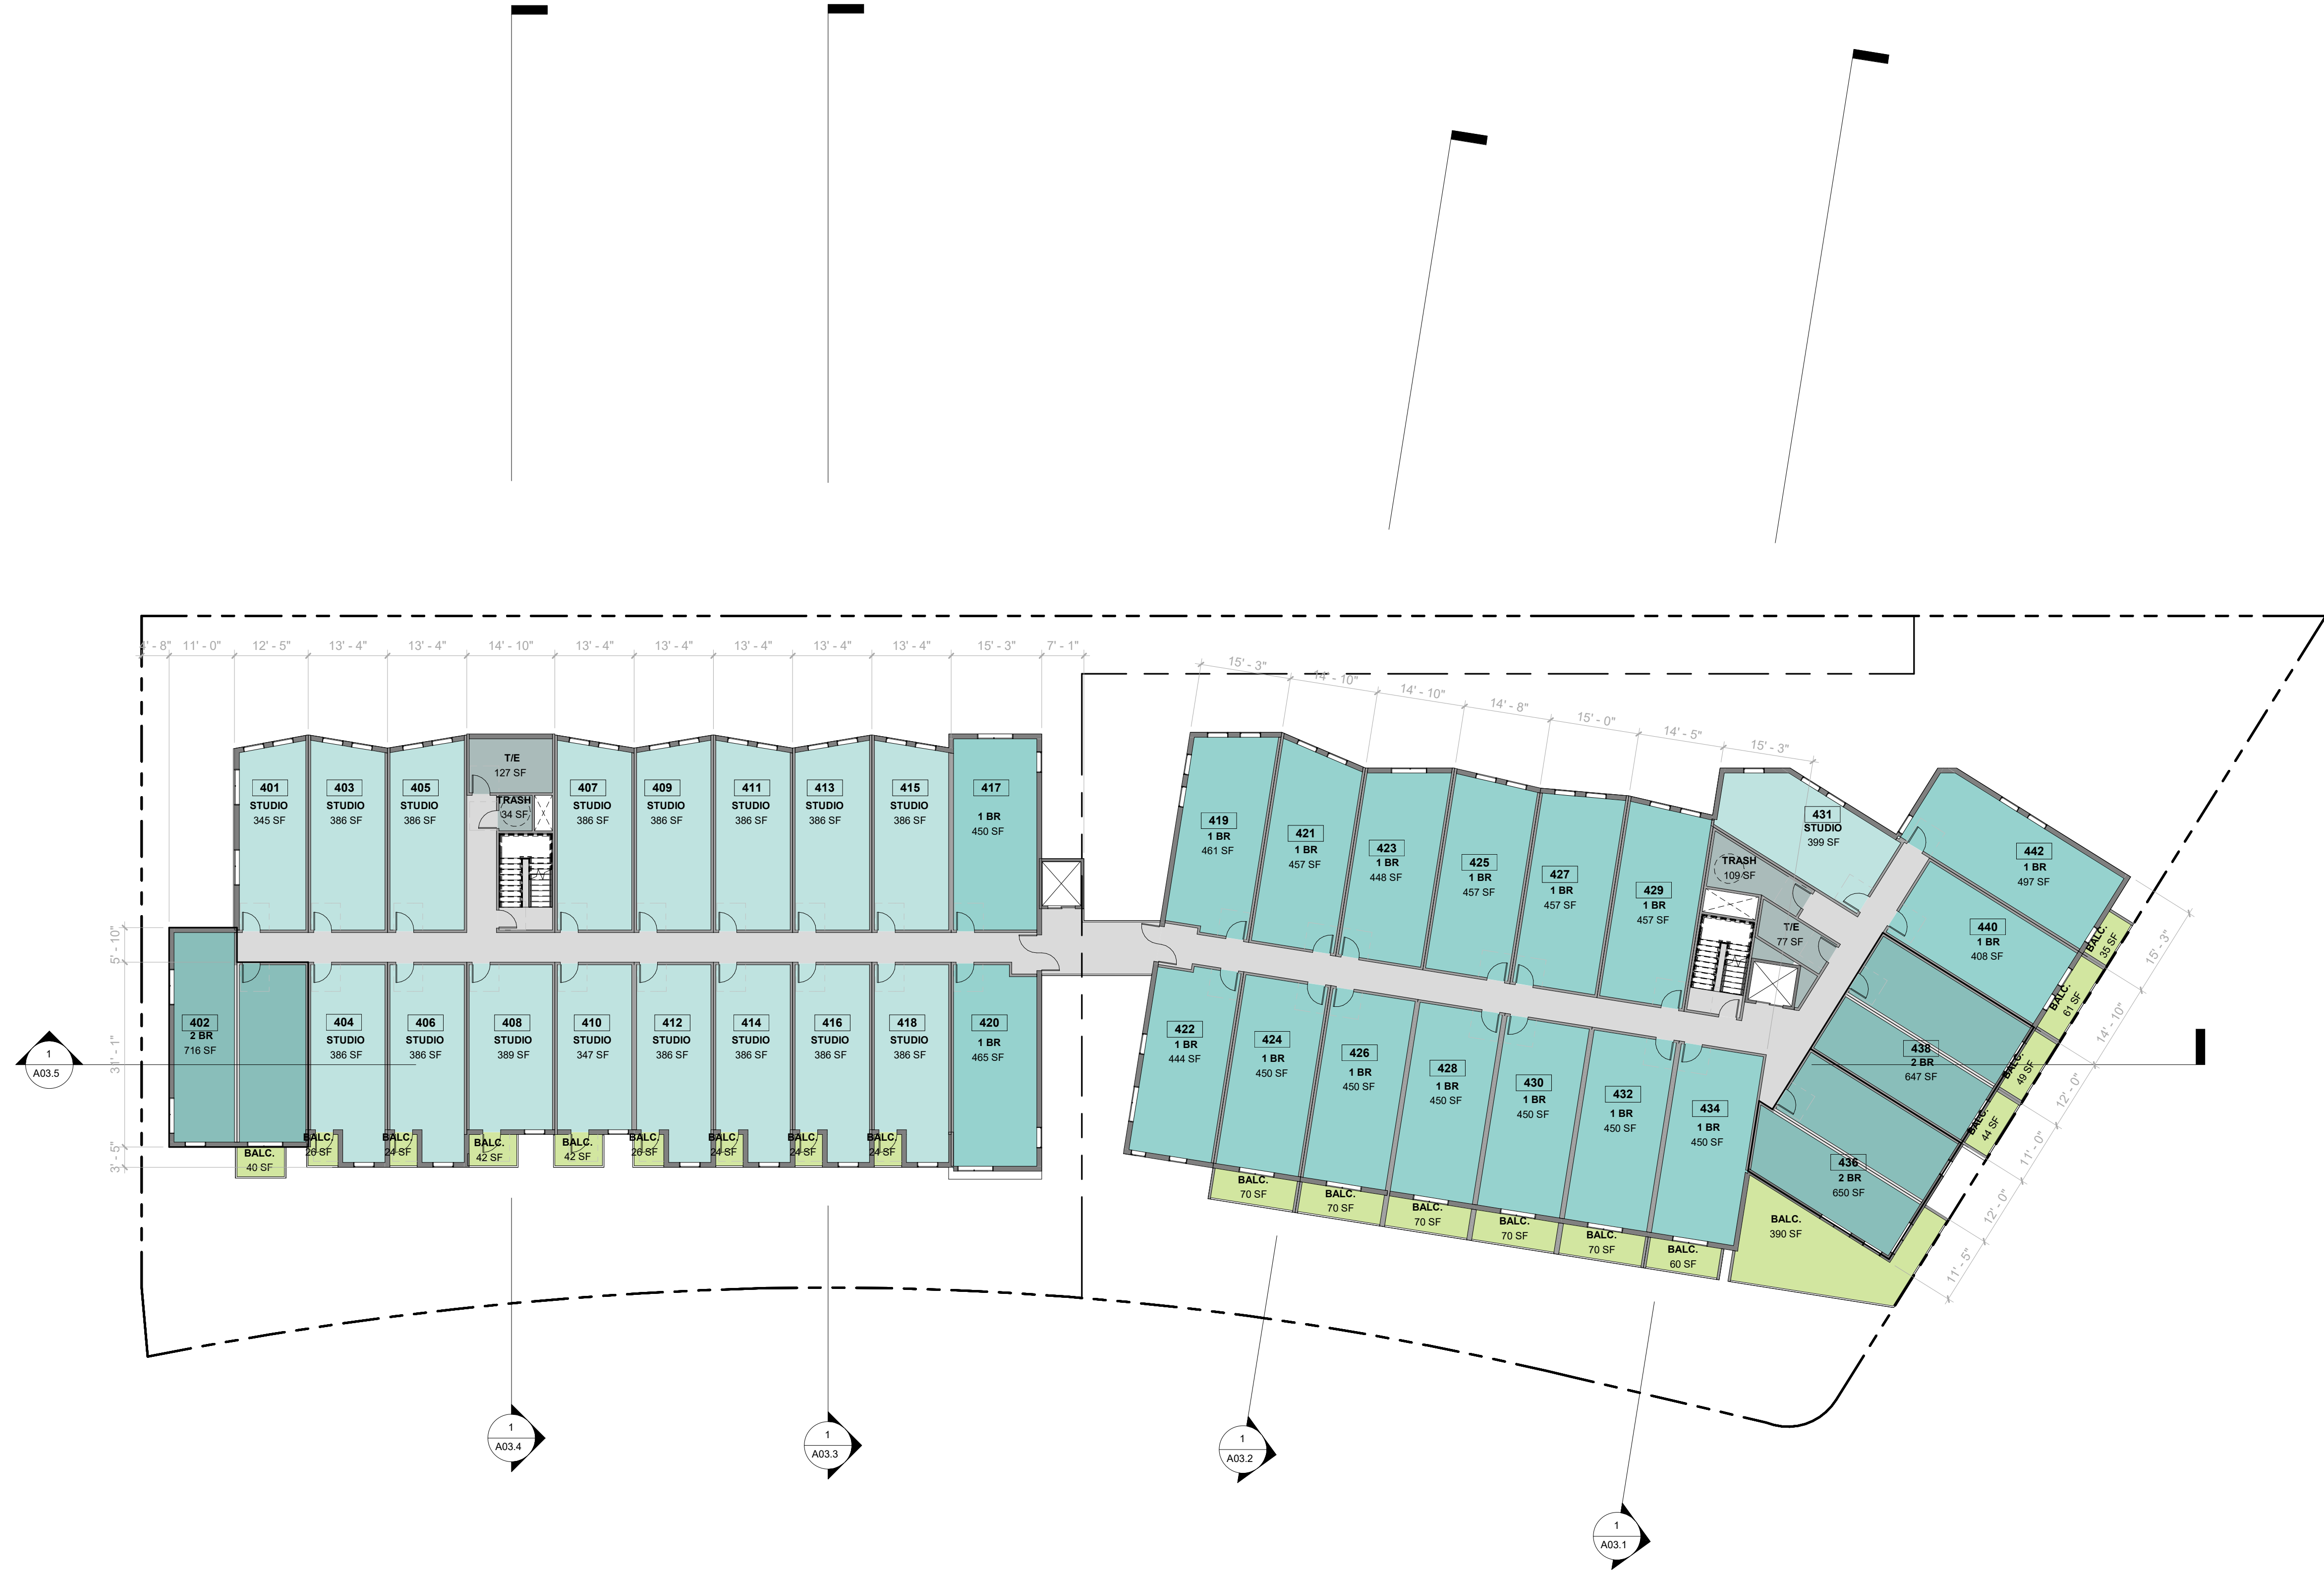 4' - 8"
11' - 0"
12' - 5"
13' - 4"
13' - 4"
14' - 10"
13' - 4"
13' - 4"
13' - 4"
13' - 4"
13' - 4"
15' - 3"
7' - 1"
15' - 3"
14' - 10"
14' - 10"
14' - 8"
15' - 0"
14' - 5"
15' - 3"
401
STUDIO
345 SF
403
STUDIO
386 SF
405
STUDIO
386 SF
T/E
127 SF
TRASH
34 SF
407
STUDIO
386 SF
409
STUDIO
386 SF
411
STUDIO
386 SF
413
STUDIO
386 SF
415
STUDIO
386 SF
417
1 BR
450 SF
419
1 BR
461 SF
421
1 BR
457 SF
423
1 BR
448 SF
425
1 BR
457 SF
427
1 BR
457 SF
429
1 BR
457 SF
431
STUDIO
399 SF
TRASH
109 SF
T/E
77 SF
442
1 BR
497 SF
440
1 BR
408 SF
438
2 BR
647 SF
436
2 BR
650 SF
5' - 10"
31' - 1"
3' - 5"
402
2 BR
716 SF
404
STUDIO
386 SF
406
STUDIO
386 SF
408
STUDIO
389 SF
410
STUDIO
347 SF
412
STUDIO
386 SF
414
STUDIO
386 SF
416
STUDIO
386 SF
418
STUDIO
386 SF
420
1 BR
465 SF
422
1 BR
444 SF
424
1 BR
450 SF
426
1 BR
450 SF
428
1 BR
450 SF
430
1 BR
450 SF
432
1 BR
450 SF
434
1 BR
450 SF
BALC.
40 SF
BALC.
26 SF
BALC.
24 SF
BALC.
42 SF
BALC.
42 SF
BALC.
26 SF
BALC.
24 SF
BALC.
24 SF
BALC.
24 SF
BALC.
70 SF
BALC.
70 SF
BALC.
70 SF
BALC.
70 SF
BALC.
70 SF
BALC.
60 SF
BALC.
390 SF
BALC.
35 SF
BALC.
61 SF
BALC.
49 SF
BALC.
44 SF
15' - 3"
14' - 10"
12' - 0"
11' - 0"
12' - 0"
11' - 5"
1
A03.5
1
A03.4
1
A03.3
1
A03.2
1
A03.1